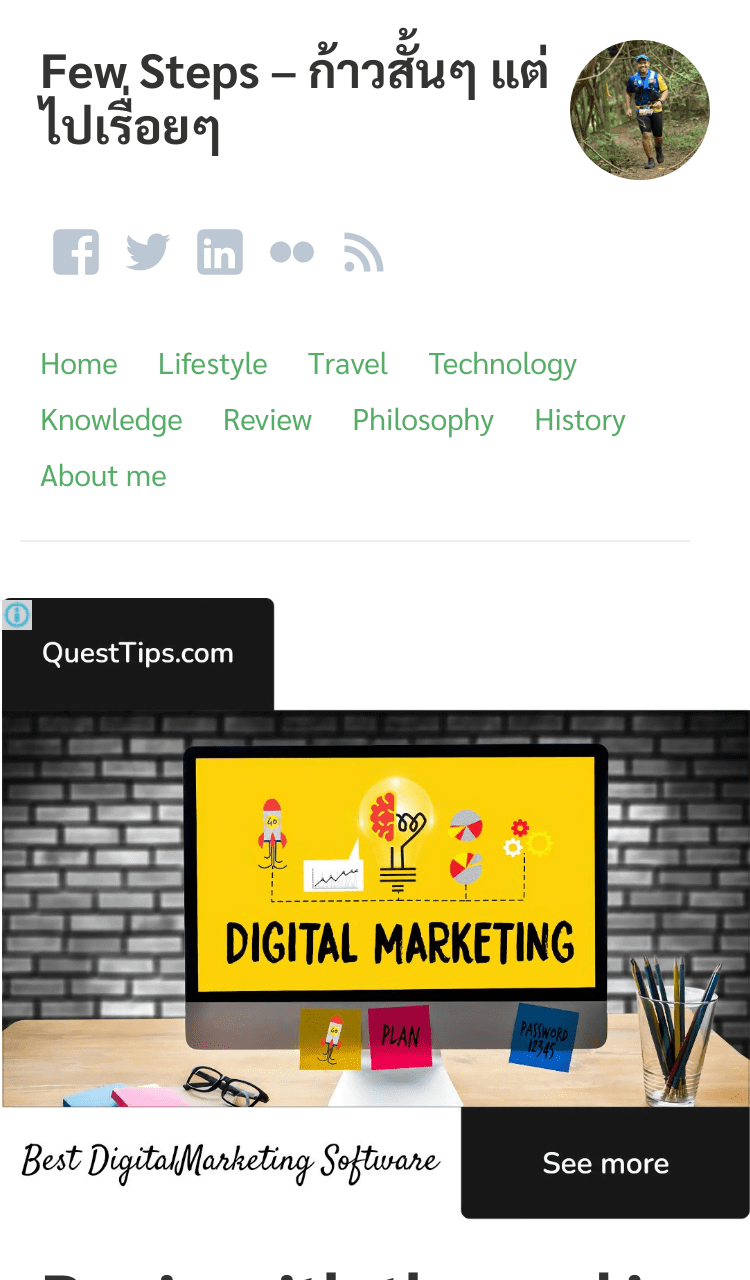 Few Steps – ก้าวสั้นๆ แต่
ไปเรื่อยๆ
Home Lifestyle Travel Technology
Knowledge Review Philosophy History
About me
QuestTips.com
GO
DIGITAL MARKETING
GO
PLAN
PASSWORD
12345
Best DigitalMarketing Software
See more